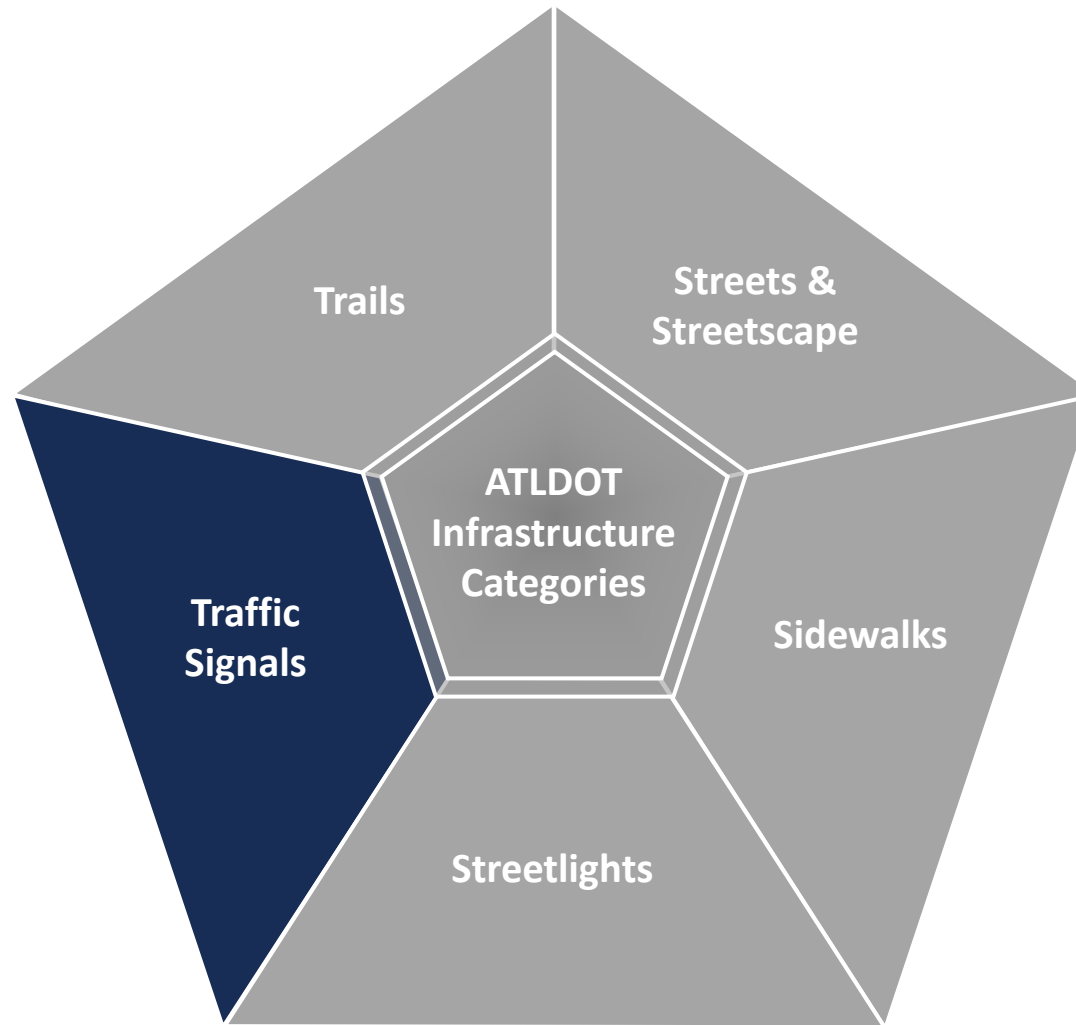 Trails
Streets &
Streetscape
ATLDOT
Infrastructure
Categories
Traffic
Signals
Sidewalks
Streetlights